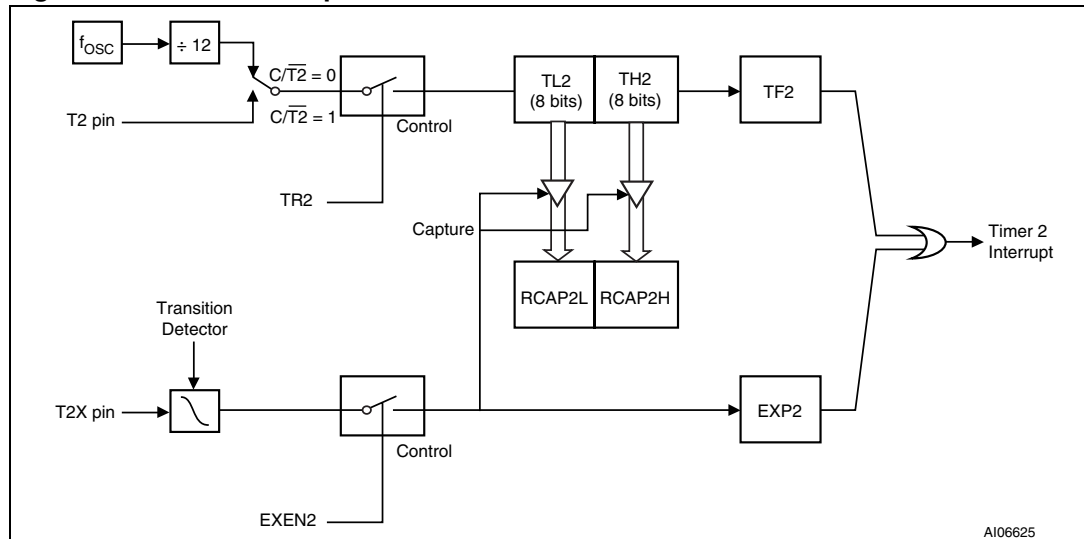 fOSC
÷ 12
C/T2 = 0
C/T2 = 1
T2 pin
Control
TR2
TL2
(8 bits)
TH2
(8 bits)
TF2
Capture
RCAP2L
RCAP2H
Timer 2
Interrupt
Transition
Detector
T2X pin
Control
EXEN2
EXP2
AI06625